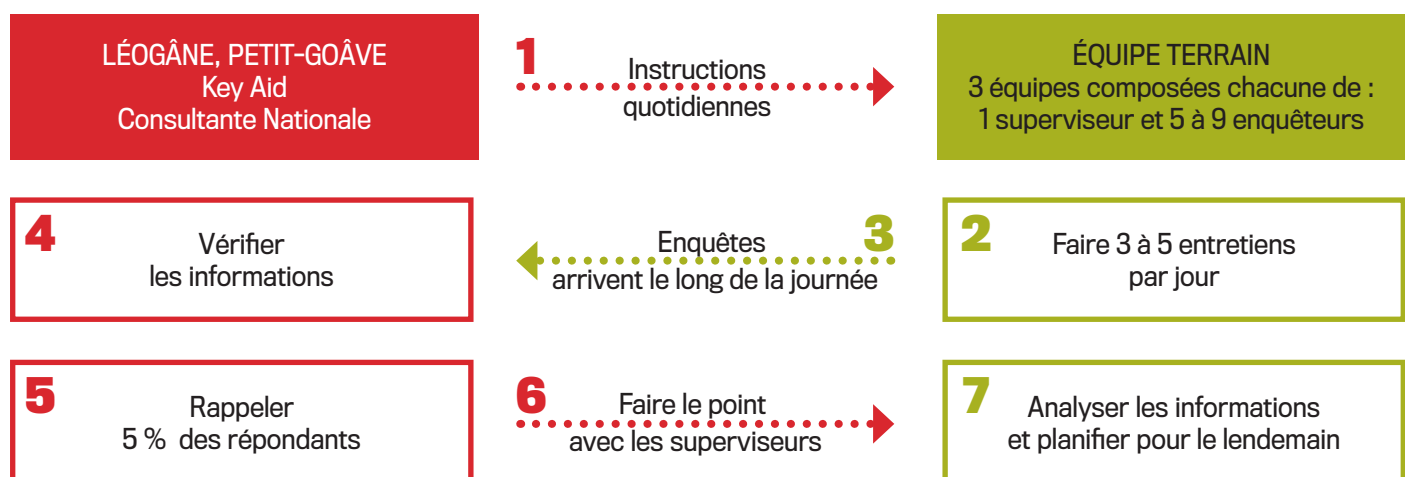 LÉOGÂNE, PETIT-GOÂVE
Key Aid
Consultante Nationale
1
Instructions
quotidiennes
ÉQUIPE TERRAIN
3 équipes composées chacune de :
1 superviseur et 5 à 9 enquêteurs
4
Vérifier
les informations
Enquêtes
3
arrivent le long de la journée
2
Faire 3 à 5 entretiens
par jour
5
Rappeler
5 % des répondants
6
Faire le point
avec les superviseurs
7
Analyser les informations
et planifier pour le lendemain